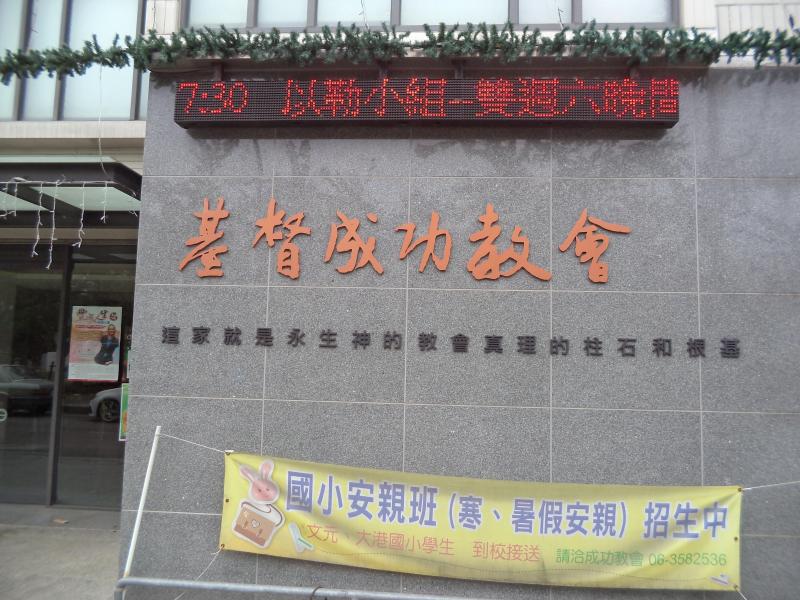 7:30 以勒小組-雙週六晚
基督成功教會
這家就是永生神的教會真理的柱石和根基
國小安親班(寒、暑假安親) 招生中
文元、大港國小學生 到校接送 請洽成功教會 06-3582536